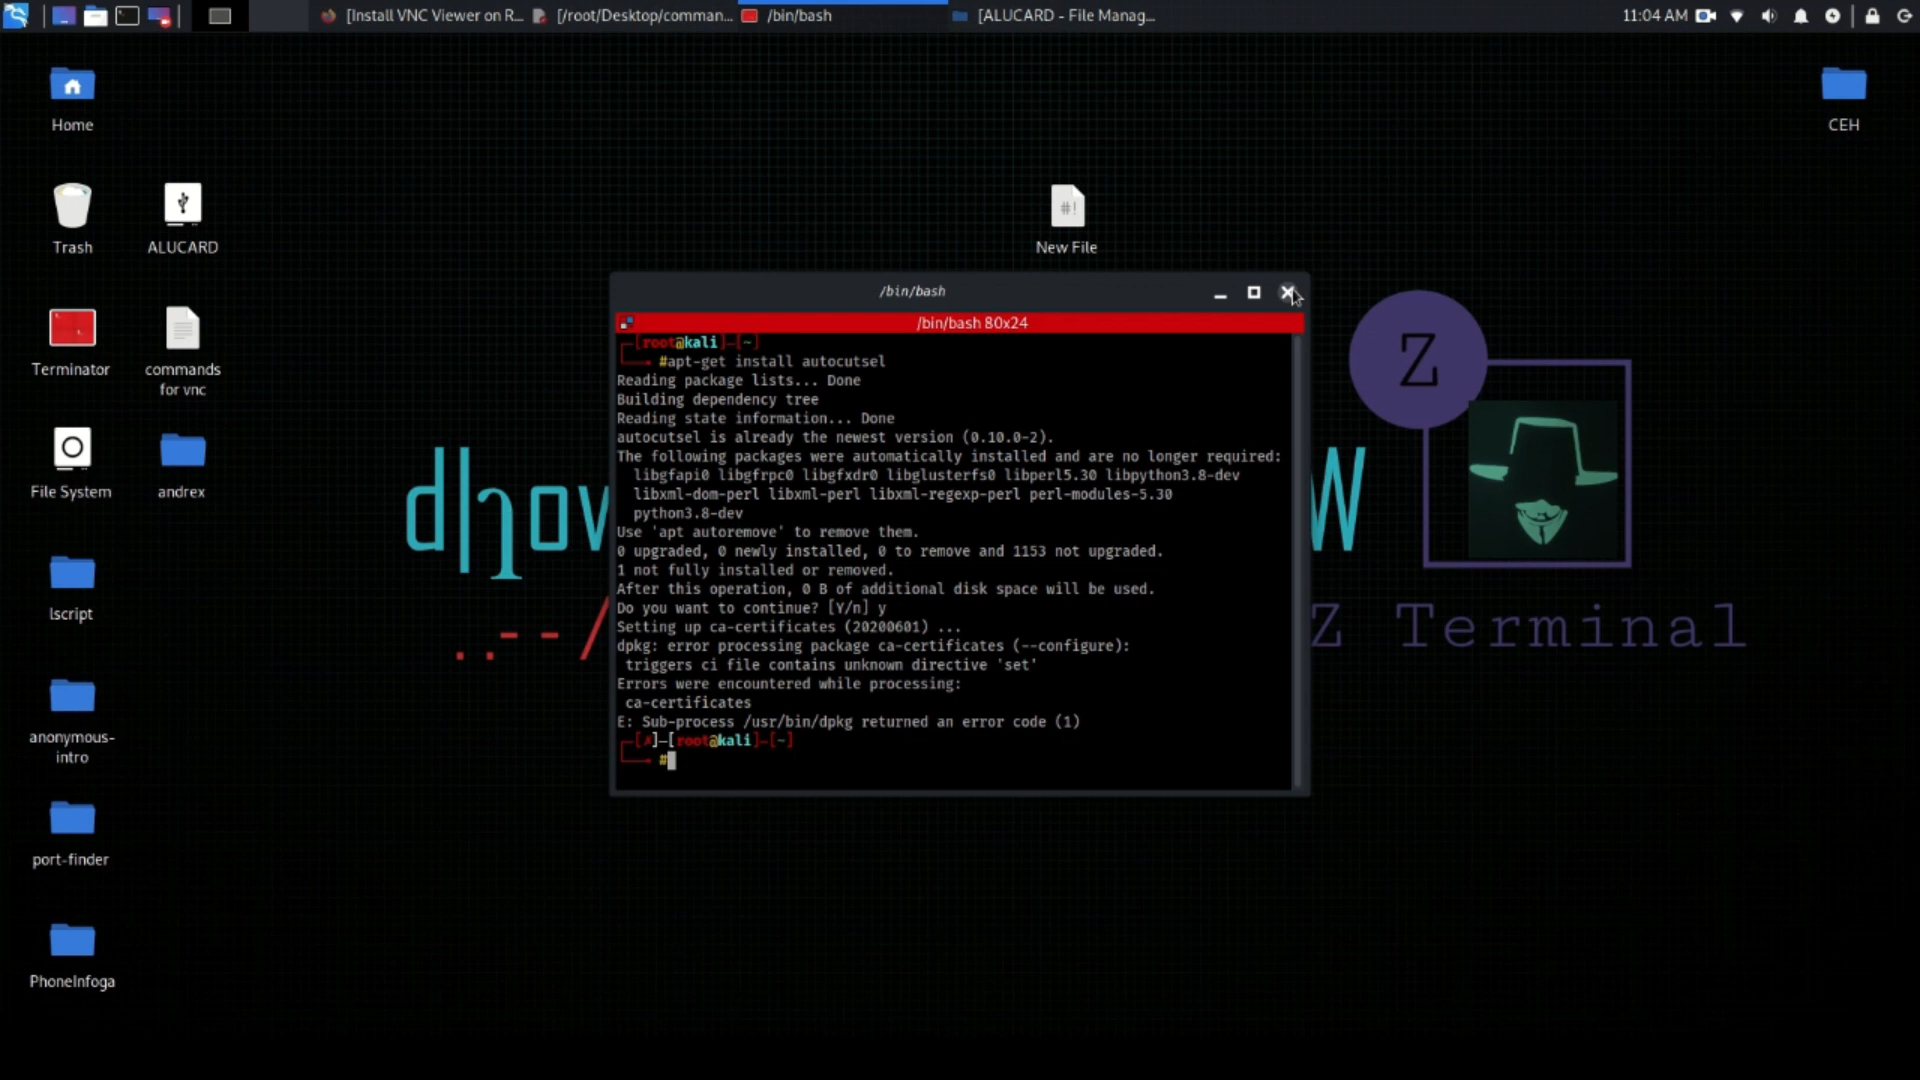 [Install VNC Viewer on R...
[/root/Desktop/comman...
/bin/bash
[ALUCARD - File Manag...
11:04 AM
Home
CEH
Trash
ALUCARD
#!
New File
Terminator
commands
for vnc
File System
andrex
lscript
anonymous-
intro
port-finder
PhoneInfoga
/bin/bash
/bin/bash 80x24
[root@kali]-[~]
#apt-get install autocutsel
Reading package lists... Done
Building dependency tree
Reading state information... Done
autocutsel is already the newest version (0.10.0-2).
The following packages were automatically installed and are no longer required:
libgfapi0 libgfrpc0 libgfxdr0 libglusterfs0 libperl5.30 libpython3.8-dev
libxml-dom-perl libxml-perl libxml-regexp-perl perl-modules-5.30
python3.8-dev
Use 'apt autoremove' to remove them.
0 upgraded, 0 newly installed, 0 to remove and 1153 not upgraded.
1 not fully installed or removed.
After this operation, 0 B of additional disk space will be used.
Do you want to continue? [Y/n] y
Setting up ca-certificates (20200601) ...
dpkg: error processing package ca-certificates (--configure):
triggers ci file contains unknown directive 'set'
Errors were encountered while processing:
ca-certificates
E: Sub-process /usr/bin/dpkg returned an error code (1)
[✗]-[root@kali]-[~]
#
Z
Z Terminal
..--/